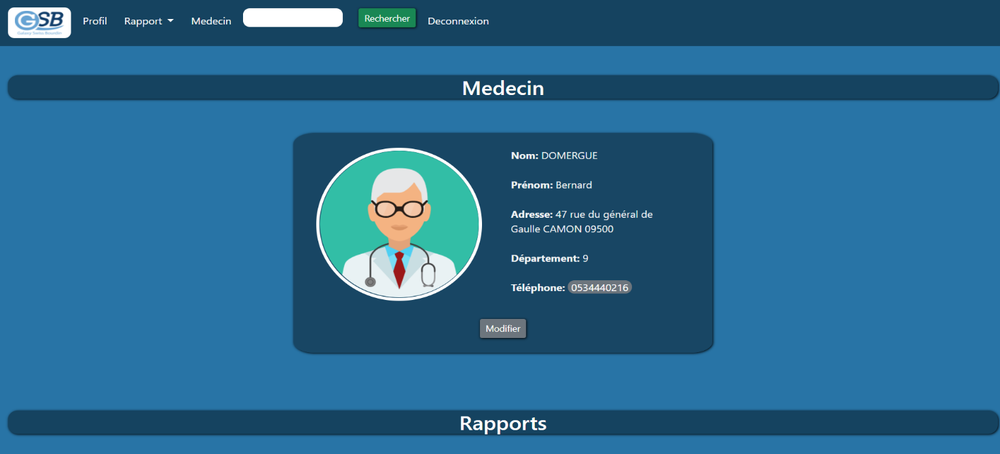 GSB
Galaxy Swiss Bourdin
Profil Rapport Medecin Rechercher Deconnexion
Medecin
Nom: DOMERGUE
Prénom: Bernard
Adresse: 47 rue du général de
Gaulle CAMON 09500
Département: 9
Téléphone: 0534440216
Modifier
Rapports